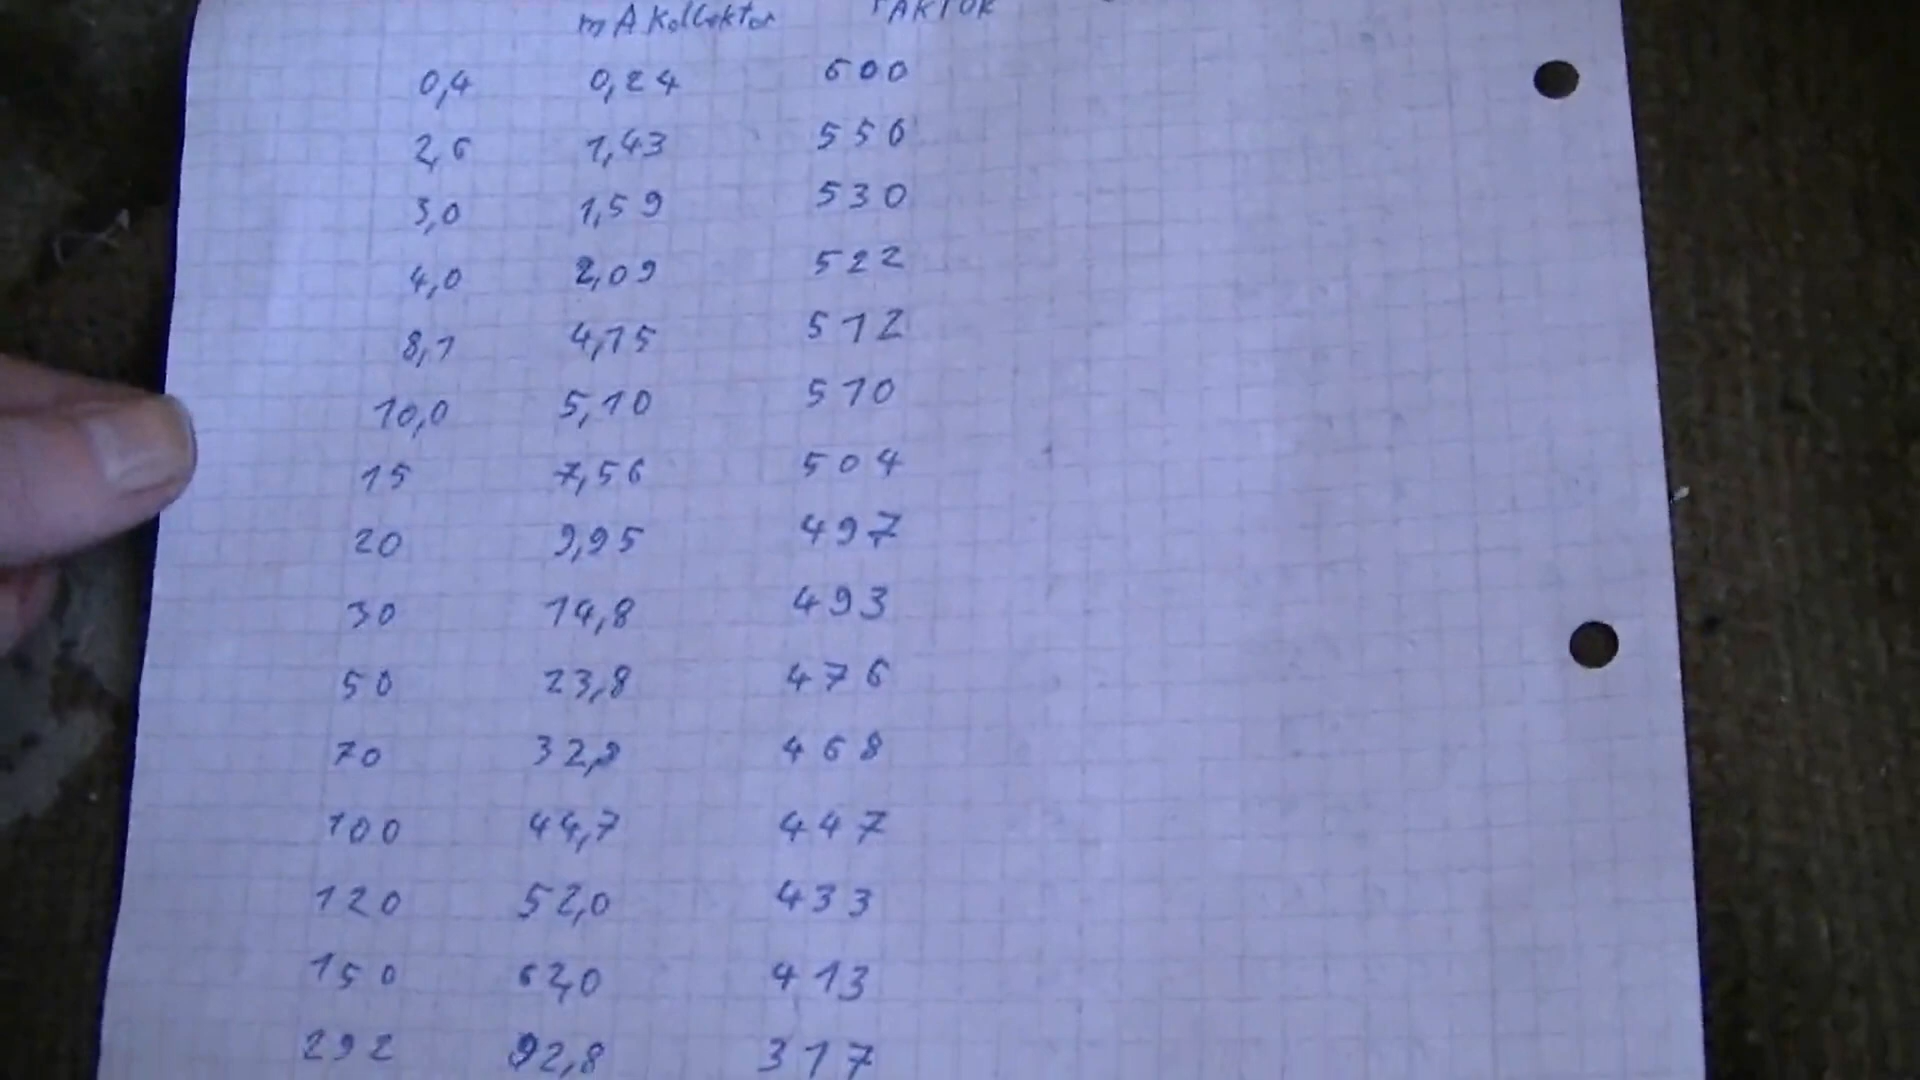 mA Kollektor FAKTOR
0,4 0,24 600
2,6 1,43 550
3,0 1,59 530
4,0 2,09 522
8,1 4,15 512
10,0 5,10 510
15 7,56 504
20 9,95 497
30 14,8 493
50 23,8 476
70 32,8 468
100 44,7 447
120 52,0 433
150 62,0 413
292 92,8 317